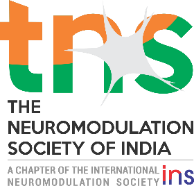 tns
THE
NEUROMODULATION
SOCIETY OF INDIA
A CHAPTER OF THE INTERNATIONAL
NEUROMODULATION SOCIETY ins